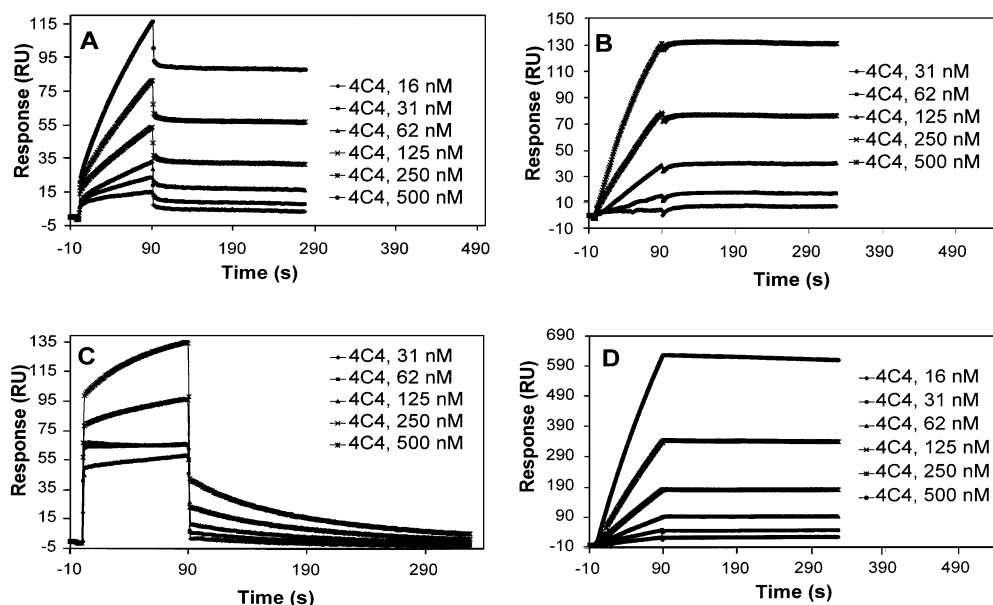 A
Response (RU)
115
95
75
55
35
15
-5
-10 90 190 290 390 490
Time (s)
4C4, 16 nM
4C4, 31 nM
4C4, 62 nM
4C4, 125 nM
4C4, 250 nM
4C4, 500 nM
B
Response (RU)
150
130
110
90
70
50
30
10
-10
-10 90 190 290 390 490
Time (s)
4C4, 31 nM
4C4, 62 nM
4C4, 125 nM
4C4, 250 nM
4C4, 500 nM
C
Response (RU)
135
115
95
75
55
35
15
-5
-10 90 190 290
Time (s)
4C4, 31 nM
4C4, 62 nM
4C4, 125 nM
4C4, 250 nM
4C4, 500 nM
D
Response (RU)
690
590
490
390
290
190
90
-10
-10 90 190 290 390 490
Time (s)
4C4, 16 nM
4C4, 31 nM
4C4, 62 nM
4C4, 125 nM
4C4, 250 nM
4C4, 500 nM